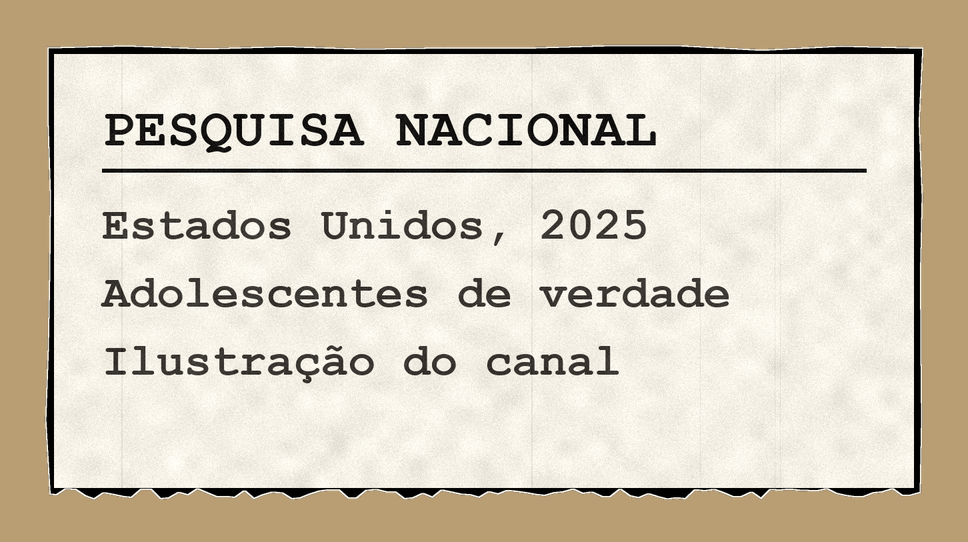 PESQUISA NACIONAL
Estados Unidos, 2025
Adolescentes de verdade
Ilustração do canal